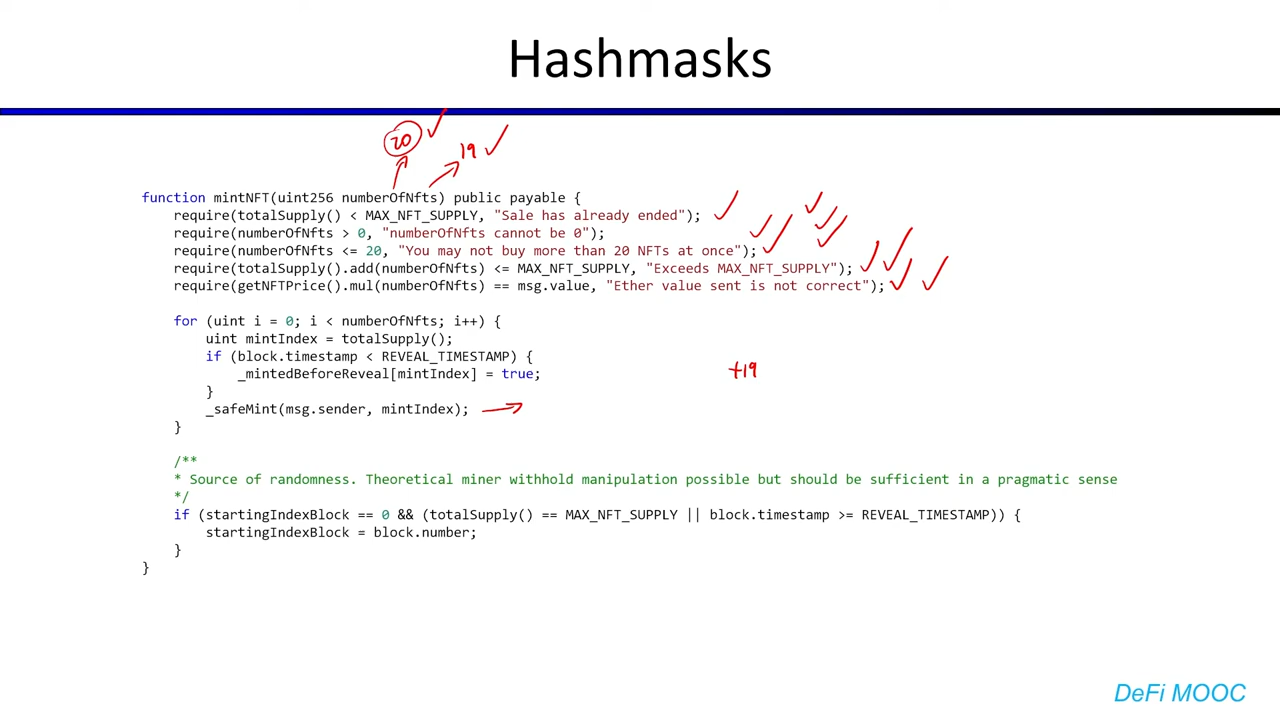 Hashmasks
20
19
function mintNFT(uint256 numberOfNfts) public payable {
require(totalSupply() < MAX_NFT_SUPPLY, "Sale has already ended");
require(numberOfNfts > 0, "numberOfNfts cannot be 0");
require(numberOfNfts <= 20, "You may not buy more than 20 NFTs at once");
require(totalSupply().add(numberOfNfts) <= MAX_NFT_SUPPLY, "Exceeds MAX_NFT_SUPPLY");
require(getNFTPrice().mul(numberOfNfts) == msg.value, "Ether value sent is not correct");
for (uint i = 0; i < numberOfNfts; i++) {
uint mintIndex = totalSupply();
if (block.timestamp < REVEAL_TIMESTAMP) {
_mintedBeforeReveal[mintIndex] = true;
+19
}
_safeMint(msg.sender, mintIndex);
}
/**
* Source of randomness. Theoretical miner withhold manipulation possible but should be sufficient in a pragmatic sense
*/
if (startingIndexBlock == 0 && (totalSupply() == MAX_NFT_SUPPLY || block.timestamp >= REVEAL_TIMESTAMP)) {
startingIndexBlock = block.number;
}
}
DeFi MOOC